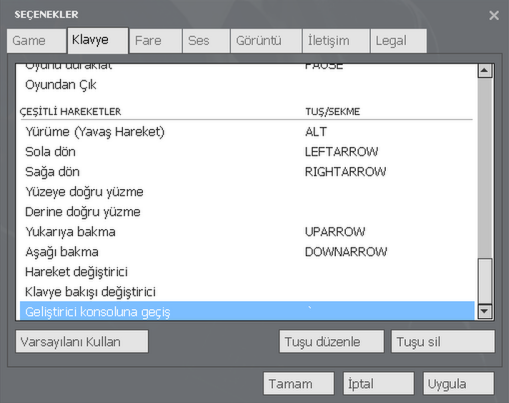 SEÇENEKLER
Game Klavye Fare Ses Görüntü İletişim Legal
Oyunu duraklat PAUSE
Oyundan Çık
ÇEŞİTLİ HAREKETLER TUŞ/SEKME
Yürüme (Yavaş Hareket) ALT
Sola dön LEFTARROW
Sağa dön RIGHTARROW
Yüzeye doğru yüzme
Derine doğru yüzme
Yukarıya bakma UPARROW
Aşağı bakma DOWNARROW
Hareket değiştirici
Klavye bakışı değiştirici
Geliştirici konsoluna geçiş `
Varsayılanı Kullan Tuşu düzenle Tuşu sil
Tamam İptal Uygula